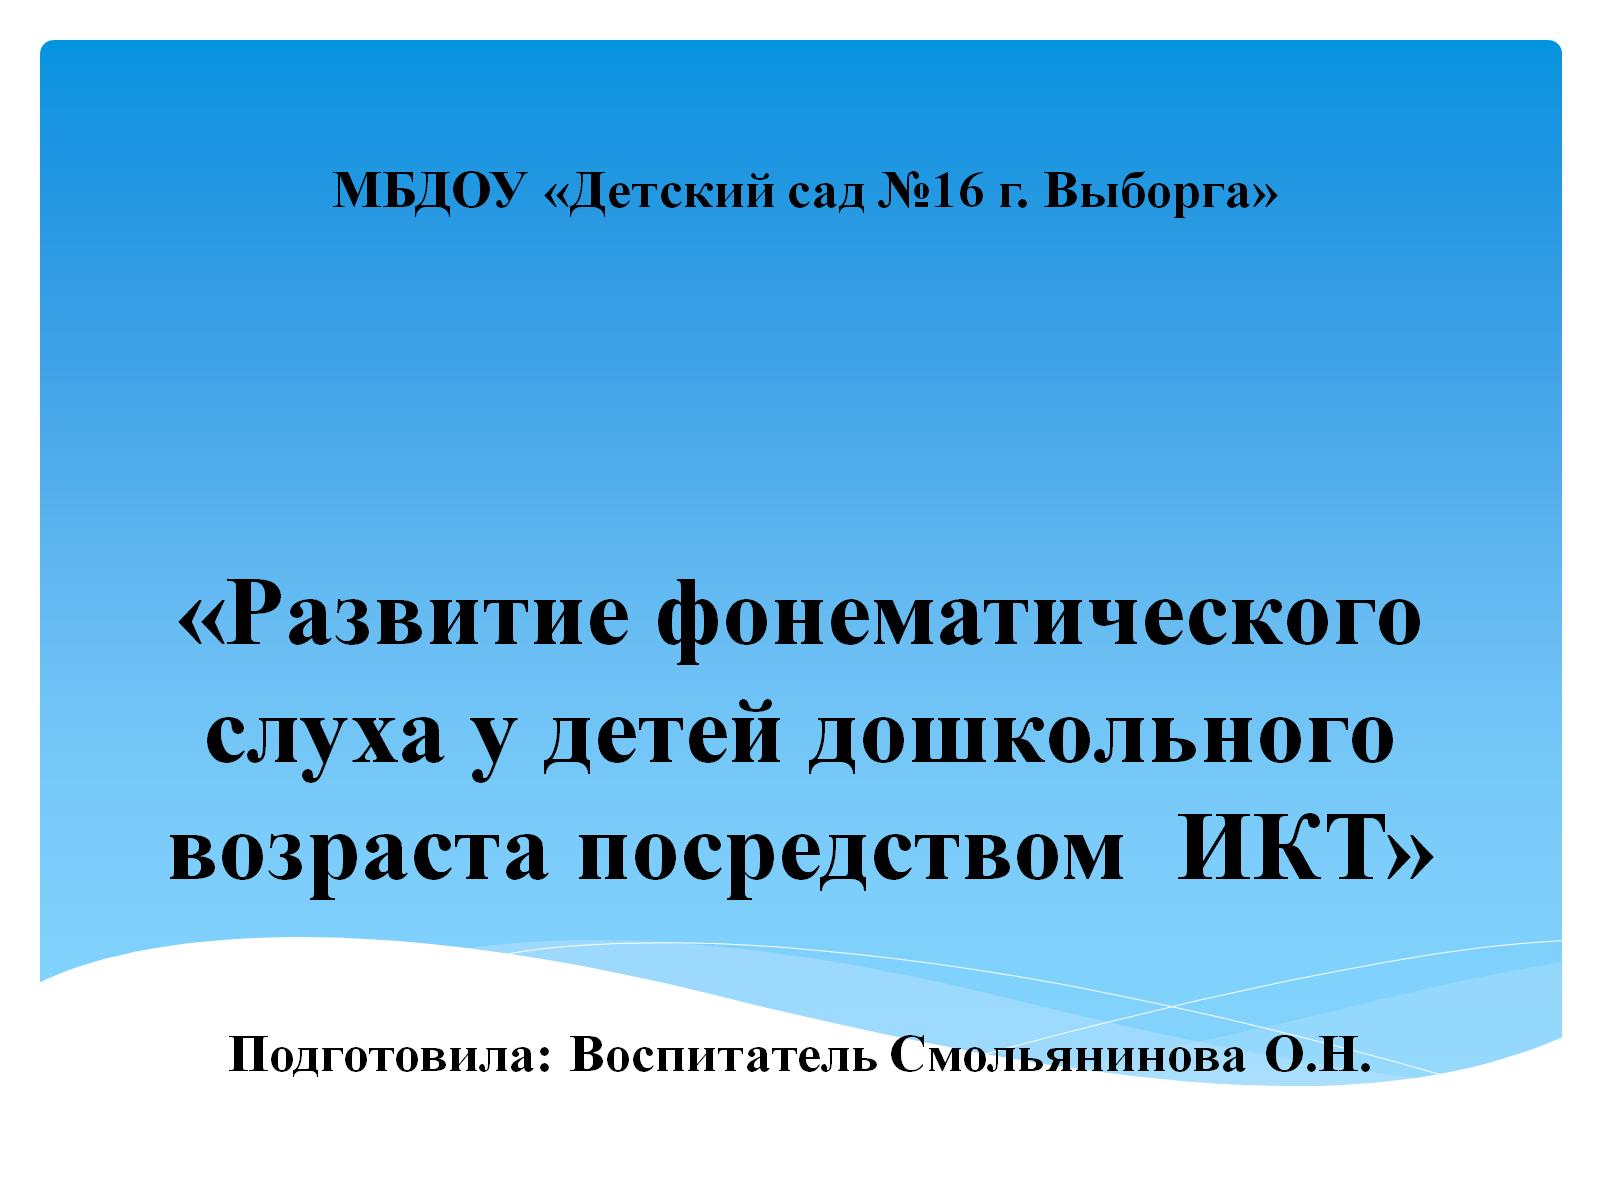 МБДОУ «Детский сад №16 г. Выборга»
«Развитие фонематического
слуха у детей дошкольного
возраста посредством  ИКТ»
Подготовила: Воспитатель Смольянинова О.Н.